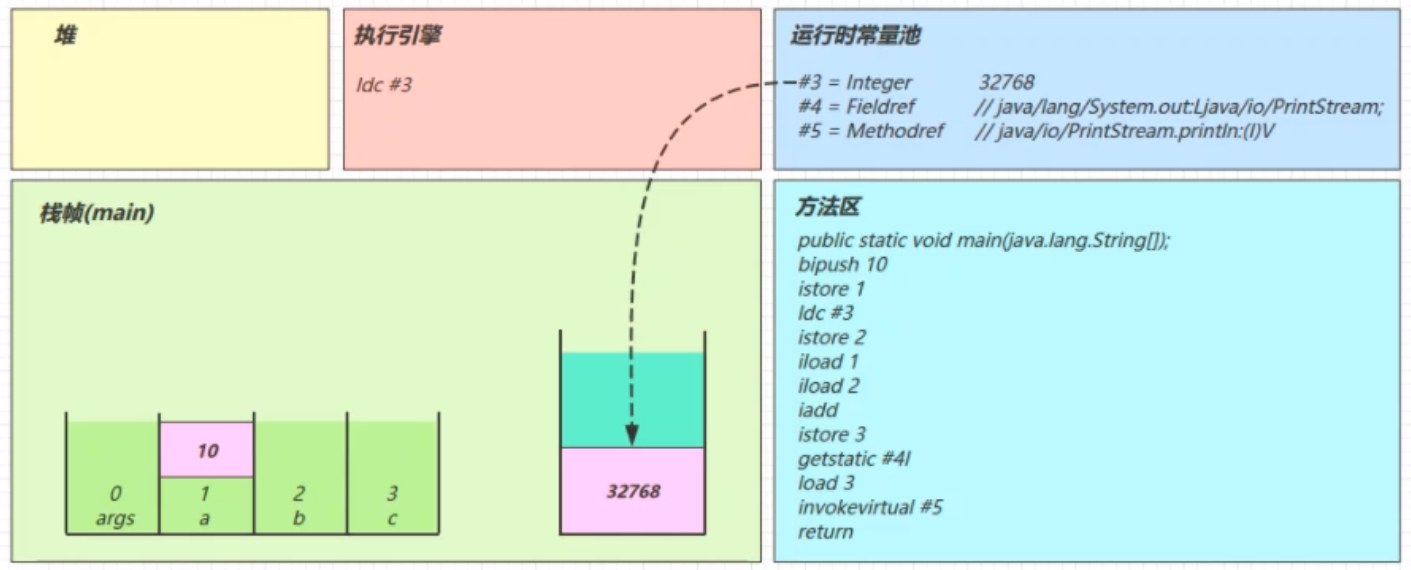 堆
执行引擎
ldc #3
运行时常量池
#3 = Integer 32768
#4 = Fieldref // java/lang/System.out:Ljava/io/PrintStream;
#5 = Methodref // java/io/PrintStream.println:(I)V
栈帧(main)
10
0 1 2 3
args a b c
32768
方法区
public static void main(java.lang.String[]);
bipush 10
istore 1
ldc #3
istore 2
iload 1
iload 2
iadd
istore 3
getstatic #4l
load 3
invokevirtual #5
return